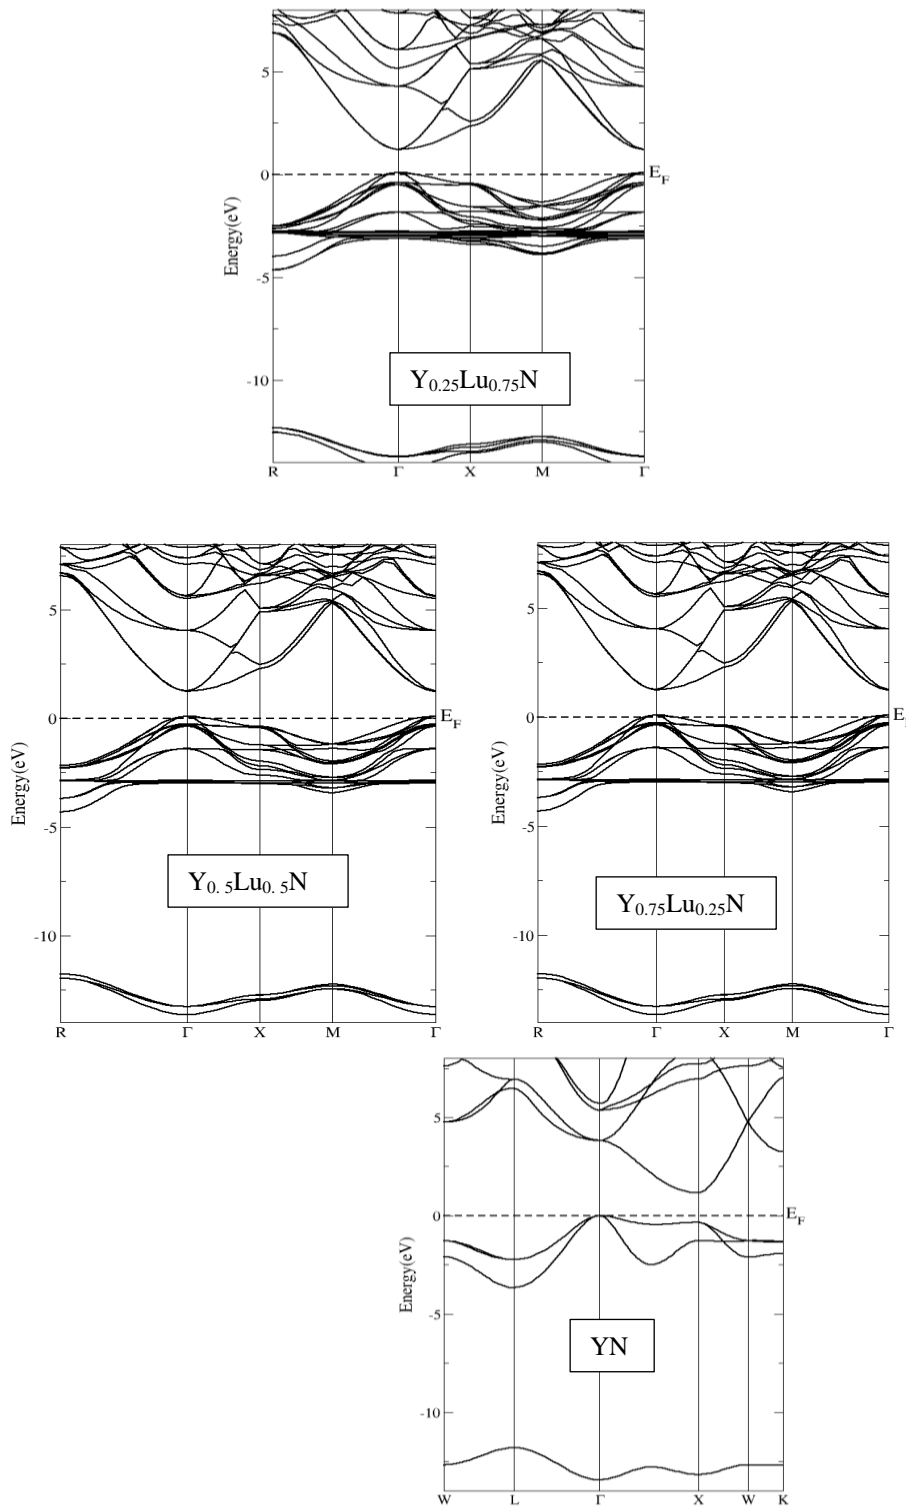 5
0
E_F
Energy(eV)
-5
-10
Y0.25Lu0.75N
R Γ X M Γ
5
0
E_F
Energy(eV)
-5
-10
Y0. 5Lu0. 5N
R Γ X M Γ
5
0
E
Energy(eV)
-5
-10
Y0.75Lu0.25N
R Γ X M Γ
5
0
E_F
Energy(eV)
-5
-10
YN
W L Γ X W K